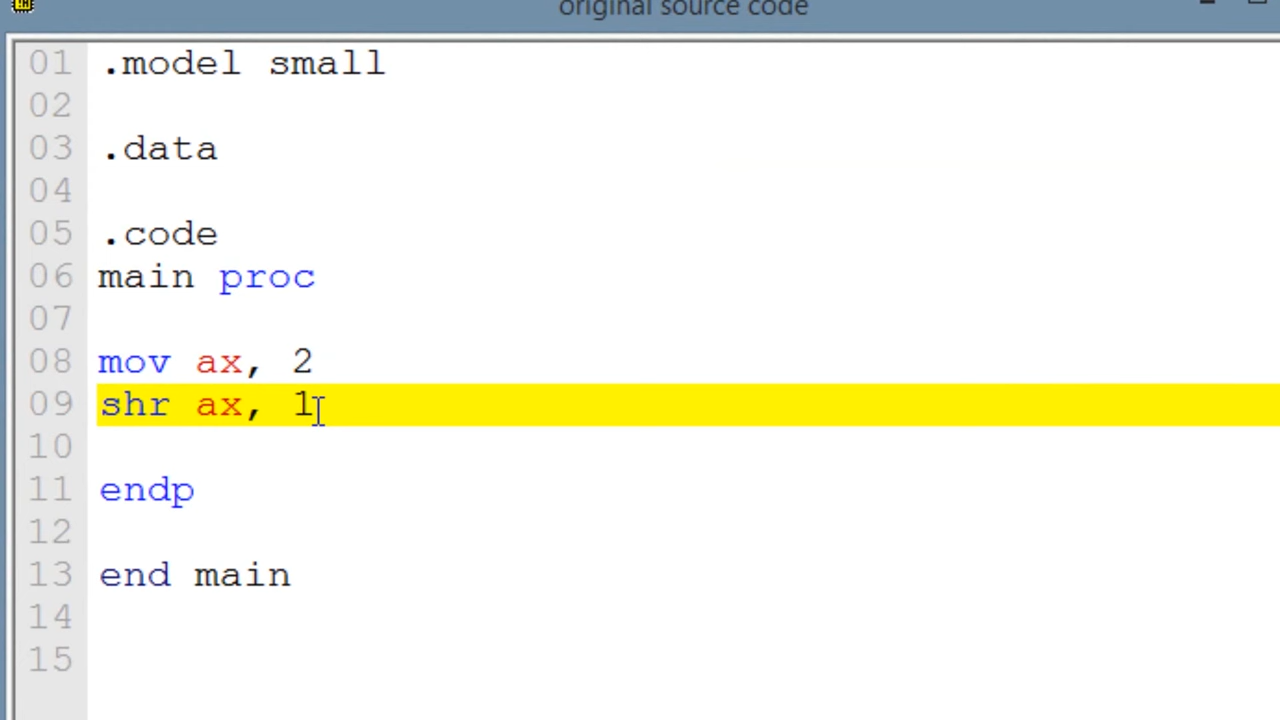 original source code
01 .model small
02
03 .data
04
05 .code
06 main proc
07
08 mov ax, 2
09 shr ax, 1
10
11 endp
12
13 end main
14
15